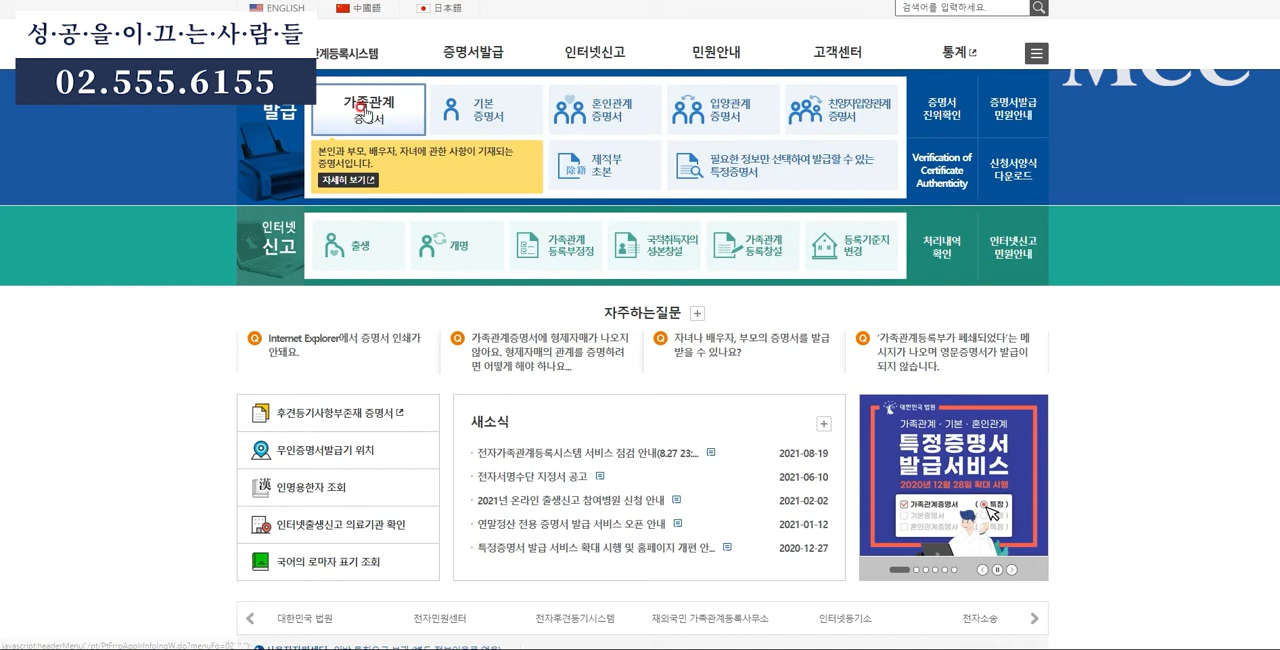 ENGLISH 中國語 日本語
검색어를 입력하세요.
성·공·을·이·끄·는·사·람·들
02.555.6155
관계등록시스템 증명서발급 인터넷신고 민원안내 고객센터 통계
MCC
발급
가족관계
증명서
기본
증명서
혼인관계
증명서
입양관계
증명서
친양자입양관계
증명서
본인과 부모, 배우자, 자녀에 관한 사항이 기재되는
증명서입니다.
자세히 보기
제적부
초본
필요한 정보만 선택하여 발급할 수 있는
특정증명서
증명서
진위확인
증명서발급
민원안내
Verification of
Certificate
Authenticity
신청서양식
다운로드
인터넷
신고
출생
개명
가족관계
등록부정정
국적취득자의
성본창설
가족관계
등록창설
등록기준지
변경
처리내역
확인
인터넷신고
민원안내
자주하는질문
Q Internet Explorer에서 증명서 인쇄가
안돼요.
Q 가족관계증명서에 형제자매가 나오지
않아요. 형제자매의 관계를 증명하려
면 어떻게 해야 하나요...
Q 자녀나 배우자, 부모의 증명서를 발급
받을 수 있나요?
Q '가족관계등록부가 폐쇄되었다'는 메
시지가 나오며 영문증명서가 발급이
되지 않습니다.
후견등기사항부존재 증명서
무인증명서발급기 위치
인명용한자 조회
인터넷출생신고 의료기관 확인
국어의 로마자 표기 조회
새소식
· 전자가족관계등록시스템 서비스 점검 안내(8.27 23:... 2021-08-19
· 전자서명수단 지정서 공고 2021-06-10
· 2021년 온라인 출생신고 참여병원 신청 안내 2021-02-02
· 연말정산 전용 증명서 발급 서비스 오픈 안내 2021-01-12
· 특정증명서 발급 서비스 확대 시행 및 홈페이지 개편 안... 2020-12-27
대한민국 법원
가족관계 · 기본 · 혼인관계
특정증명서
발급서비스
2020년 12월 28일 확대 시행
가족관계증명서 ( 특정 )
기본증명서
혼인관계증명서
대한민국 법원 전자민원센터 전자후견등기시스템 재외국민 가족관계등록사무소 인터넷등기소 전자소송